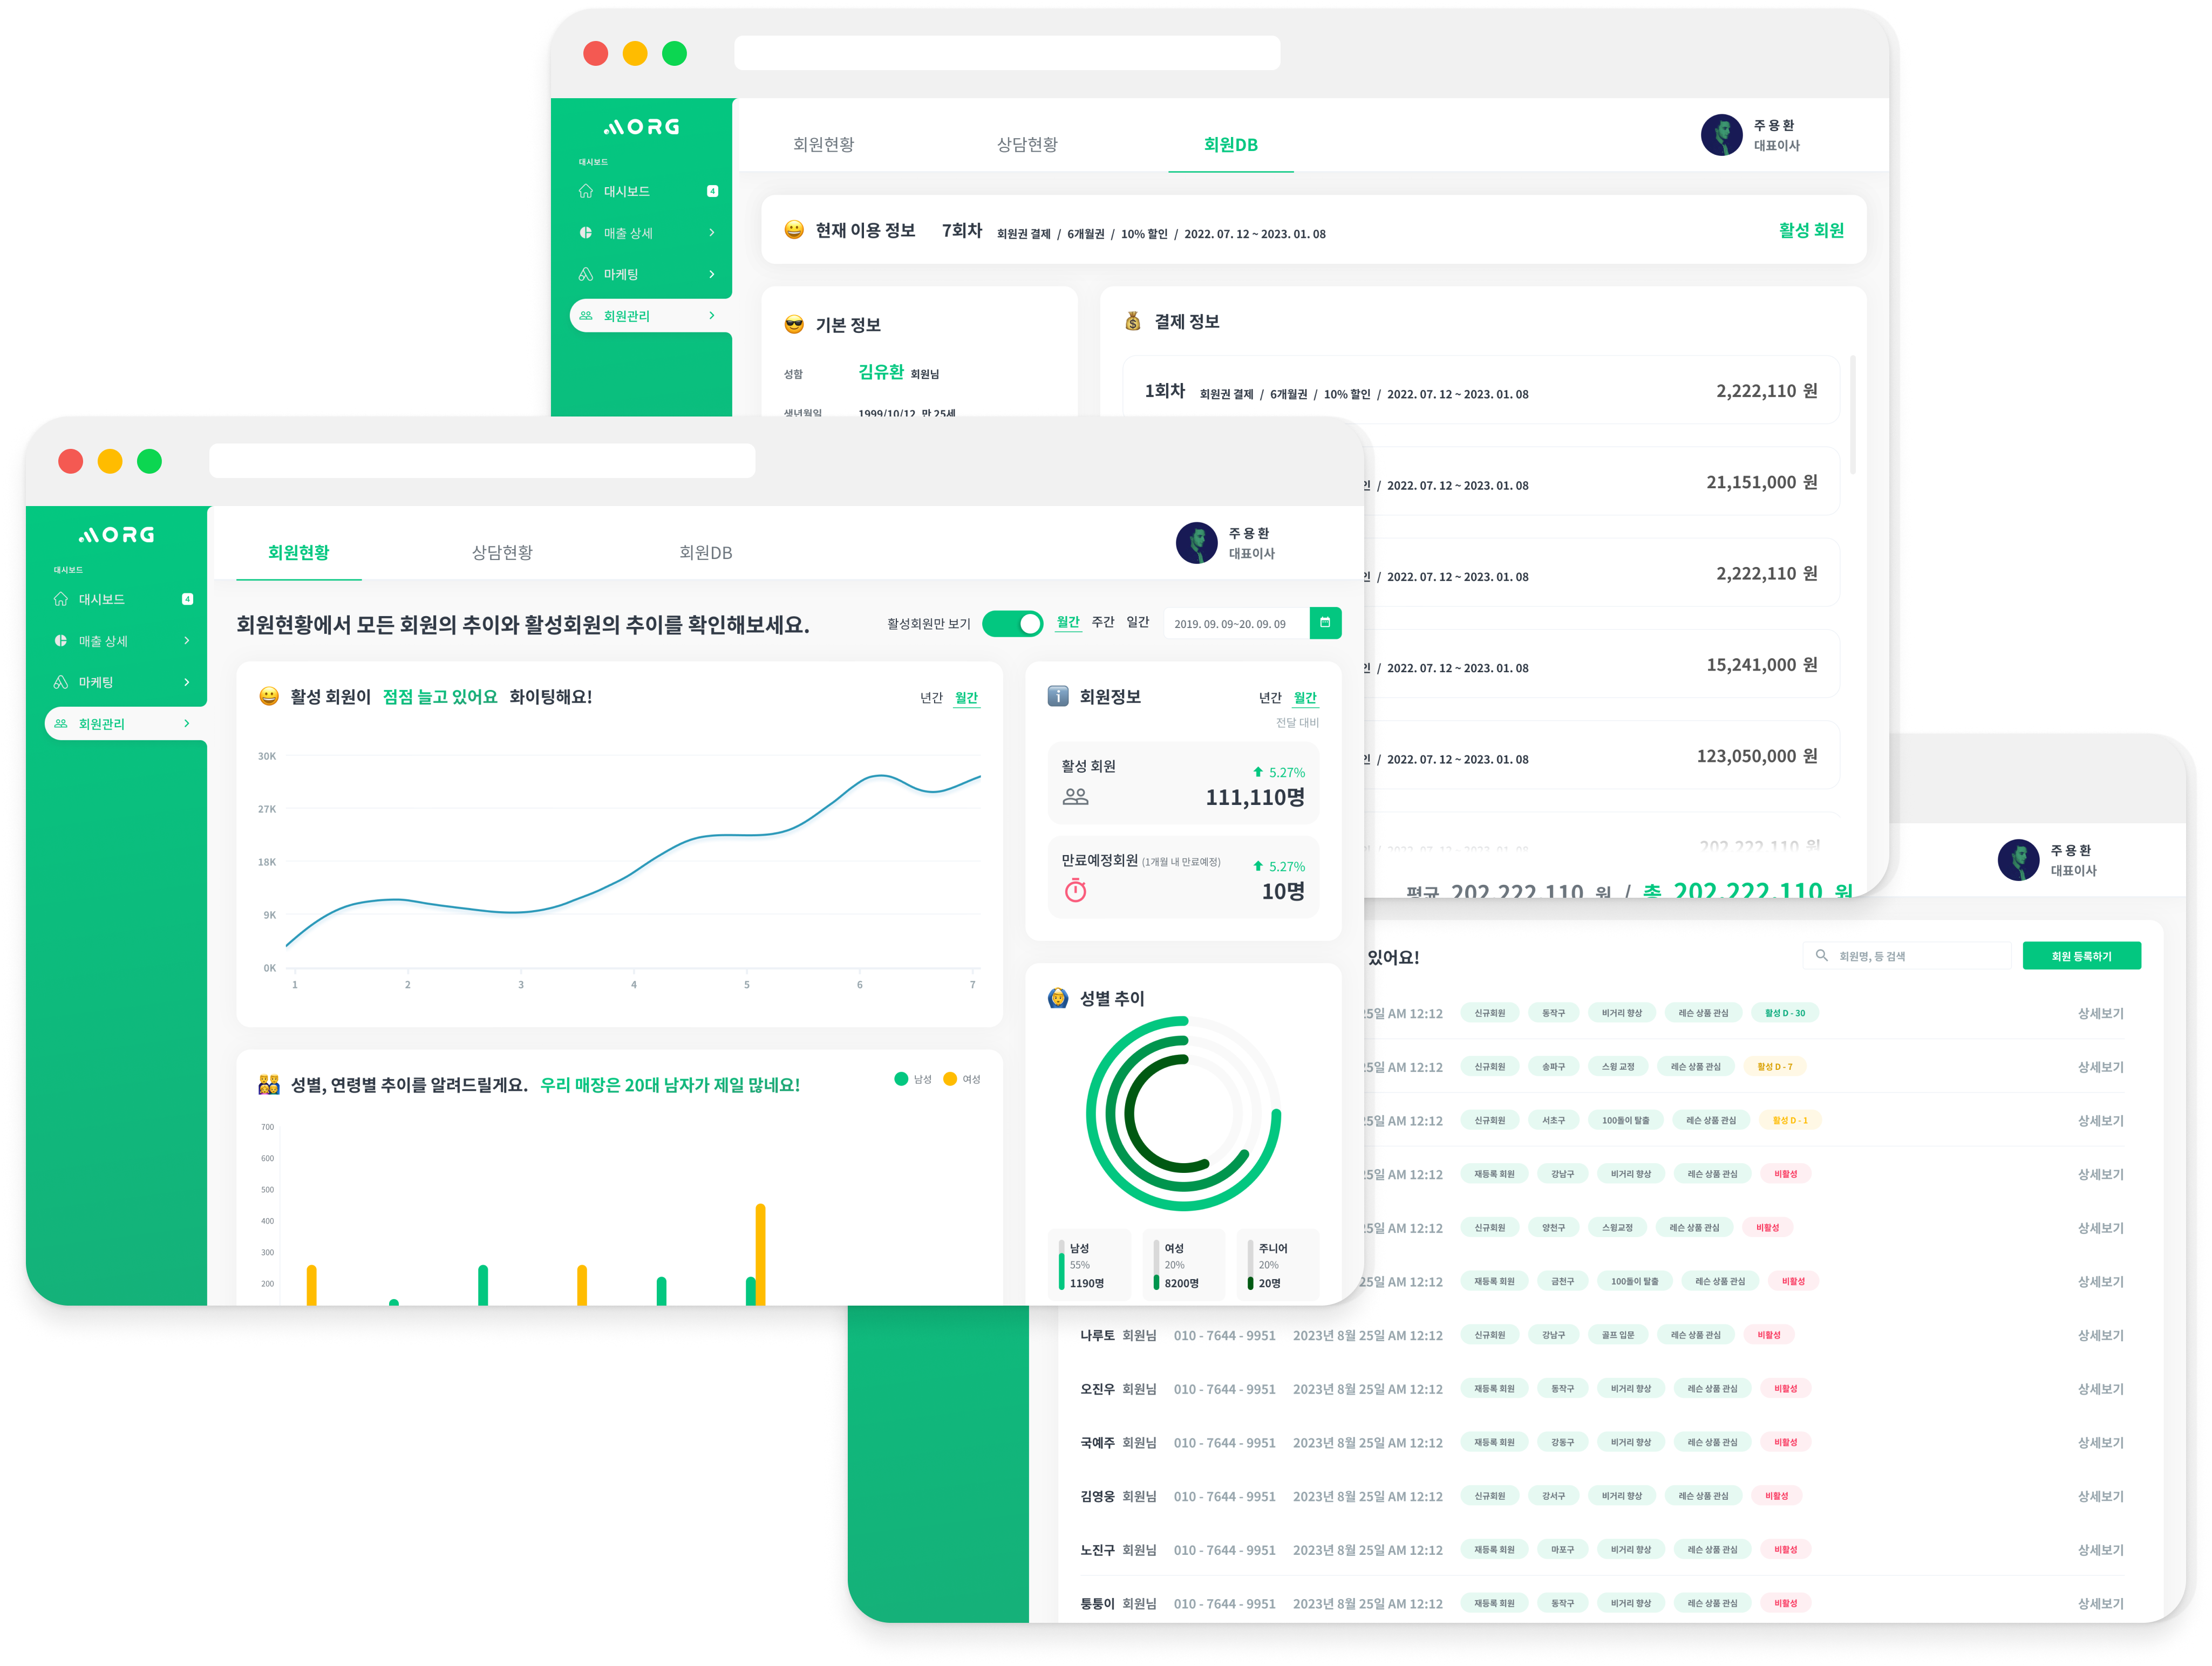 MORG
대시보드
대시보드 4
매출 상세
마케팅
회원관리
회원현황 상담현황 회원DB
주용환
대표이사
현재 이용 정보 7회차 회원권 결제 / 6개월권 / 10% 할인 / 2022. 07. 12 ~ 2023. 01. 08 활성 회원
기본 정보
성함 김유환 회원님
생년월일 1999/10/12, 만 25세
결제 정보
1회차 회원권 결제 / 6개월권 / 10% 할인 / 2022. 07. 12 ~ 2023. 01. 08 2,222,110 원
인 / 2022. 07. 12 ~ 2023. 01. 08 21,151,000 원
인 / 2022. 07. 12 ~ 2023. 01. 08 2,222,110 원
인 / 2022. 07. 12 ~ 2023. 01. 08 15,241,000 원
인 / 2022. 07. 12 ~ 2023. 01. 08 123,050,000 원
202,222,110 원
평균 202,222,110 원 / 총 202,222,110 원
MORG
대시보드
대시보드 4
매출 상세
마케팅
회원관리
회원현황 상담현황 회원DB
주용환
대표이사
회원현황에서 모든 회원의 추이와 활성회원의 추이를 확인해보세요.
활성회원만 보기 월간 주간 일간 2019. 09. 09~20. 09. 09
활성 회원이 점점 늘고 있어요 화이팅해요! 년간 월간
30K
27K
18K
9K
0K
1 2 3 4 5 6 7
회원정보 년간 월간
전달 대비
활성 회원 5.27%
111,110명
만료예정회원 (1개월 내 만료예정) 5.27%
10명
성별, 연령별 추이를 알려드릴게요. 우리 매장은 20대 남자가 제일 많네요! 남성 여성
700
600
500
400
300
200
성별 추이
남성
55%
1190명
여성
20%
8200명
주니어
20%
20명
주용환
대표이사
있어요! 회원명, 등 검색 회원 등록하기
25일 AM 12:12 신규회원 동작구 비거리 향상 레슨 상품 관심 활성 D - 30 상세보기
25일 AM 12:12 신규회원 송파구 스윙 교정 레슨 상품 관심 활성 D - 7 상세보기
25일 AM 12:12 신규회원 서초구 100돌이 탈출 레슨 상품 관심 활성 D - 1 상세보기
25일 AM 12:12 재등록 회원 강남구 비거리 향상 레슨 상품 관심 비활성 상세보기
25일 AM 12:12 신규회원 양천구 스윙교정 레슨 상품 관심 비활성 상세보기
25일 AM 12:12 재등록 회원 금천구 100돌이 탈출 레슨 상품 관심 비활성 상세보기
나루토 회원님 010 - 7644 - 9951 2023년 8월 25일 AM 12:12 신규회원 강남구 골프 입문 레슨 상품 관심 비활성 상세보기
오진우 회원님 010 - 7644 - 9951 2023년 8월 25일 AM 12:12 재등록 회원 동작구 비거리 향상 레슨 상품 관심 비활성 상세보기
국예주 회원님 010 - 7644 - 9951 2023년 8월 25일 AM 12:12 재등록 회원 강동구 비거리 향상 레슨 상품 관심 비활성 상세보기
김영웅 회원님 010 - 7644 - 9951 2023년 8월 25일 AM 12:12 신규회원 강서구 비거리 향상 레슨 상품 관심 비활성 상세보기
노진구 회원님 010 - 7644 - 9951 2023년 8월 25일 AM 12:12 재등록 회원 마포구 비거리 향상 레슨 상품 관심 비활성 상세보기
퉁퉁이 회원님 010 - 7644 - 9951 2023년 8월 25일 AM 12:12 재등록 회원 동작구 비거리 향상 레슨 상품 관심 비활성 상세보기